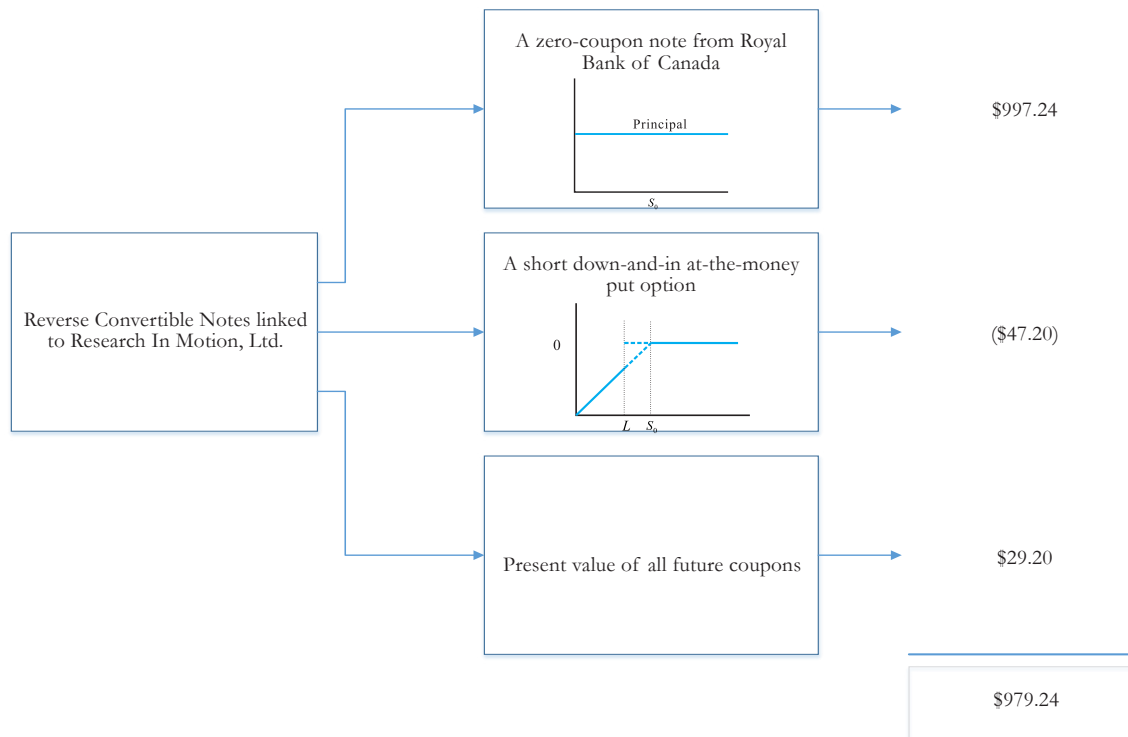 A zero-coupon note from Royal
Bank of Canada
Principal
S₀
$997.24
Reverse Convertible Notes linked
to Research In Motion, Ltd.
A short down-and-in at-the-money
put option
0
L S₀
($47.20)
Present value of all future coupons
$29.20
$979.24